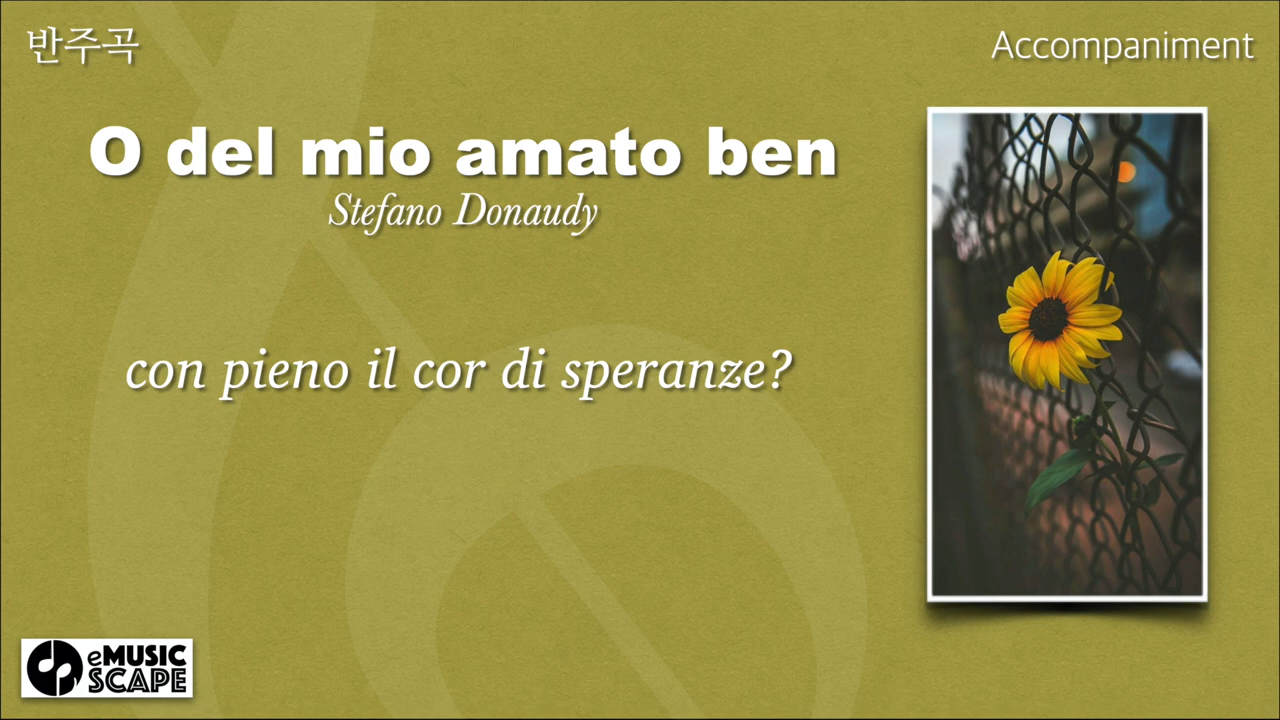 반주곡
Accompaniment
O del mio amato ben
Stefano Donaudy
con pieno il cor di speranze?
eMUSIC
SCAPE